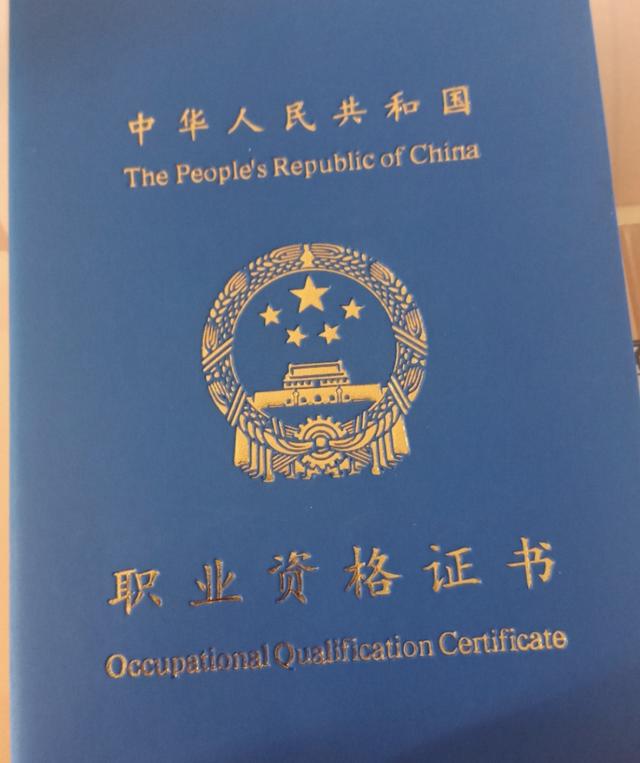 中华人民共和国
The People's Republic of China
职业资格证书
Occupational Qualification Certificate